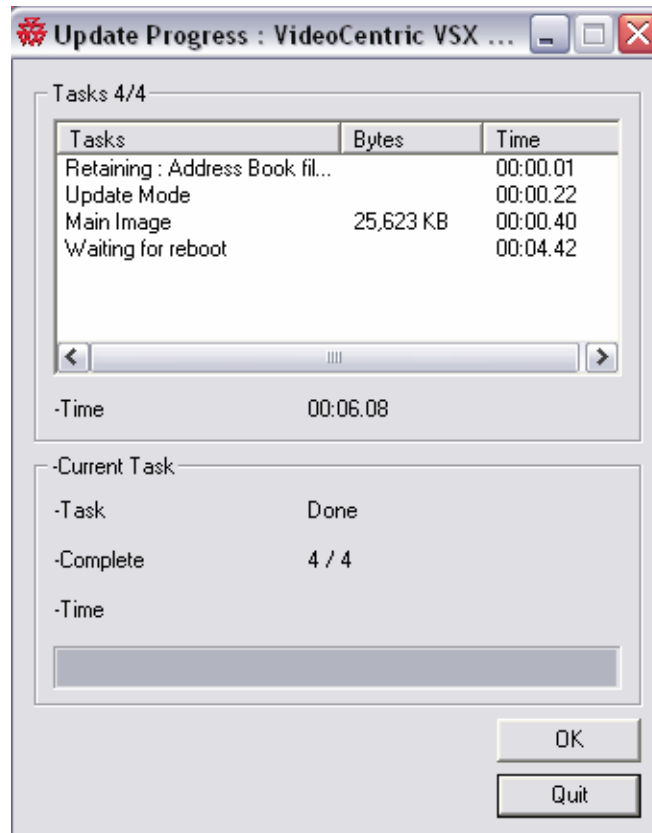 Update Progress : VideoCentric VSX ...
Tasks 4/4
Tasks Bytes Time
Retaining : Address Book fil... 00:00.01
Update Mode 00:00.22
Main Image 25,623 KB 00:00.40
Waiting for reboot 00:04.42
-Time 00:06.08
-Current Task
-Task Done
-Complete 4 / 4
-Time
OK
Quit